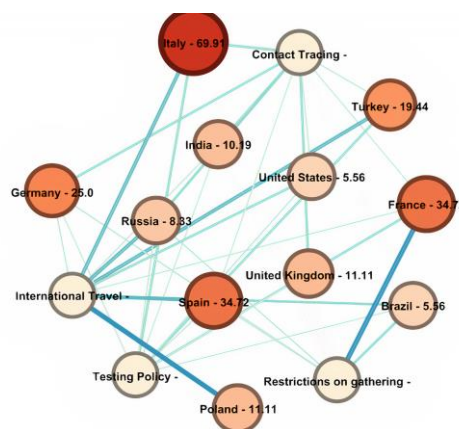 Italy - 69.91
Contact Tracing -
Turkey - 19.44
India - 10.19
United States - 5.56
Germany - 25.0
Russia - 8.33
France - 34.7
United Kingdom - 11.11
International Travel -
Spain - 34.72
Brazil - 5.56
Testing Policy -
Restrictions on gathering -
Poland - 11.11